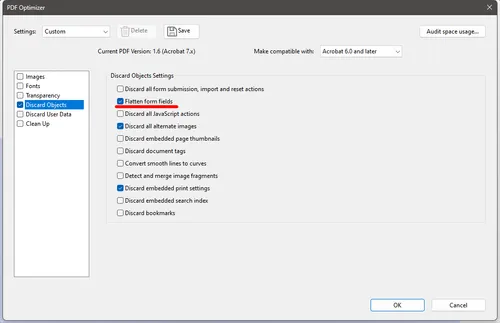 PDF Optimizer
Settings: Custom Delete Save Audit space usage...
Current PDF Version: 1.6 (Acrobat 7.x) Make compatible with: Acrobat 6.0 and later
Images
Fonts
Transparency
Discard Objects
Discard User Data
Clean Up
Discard Objects Settings
Discard all form submission, import and reset actions
Flatten form fields
Discard all JavaScript actions
Discard all alternate images
Discard embedded page thumbnails
Discard document tags
Convert smooth lines to curves
Detect and merge image fragments
Discard embedded print settings
Discard embedded search index
Discard bookmarks
OK Cancel